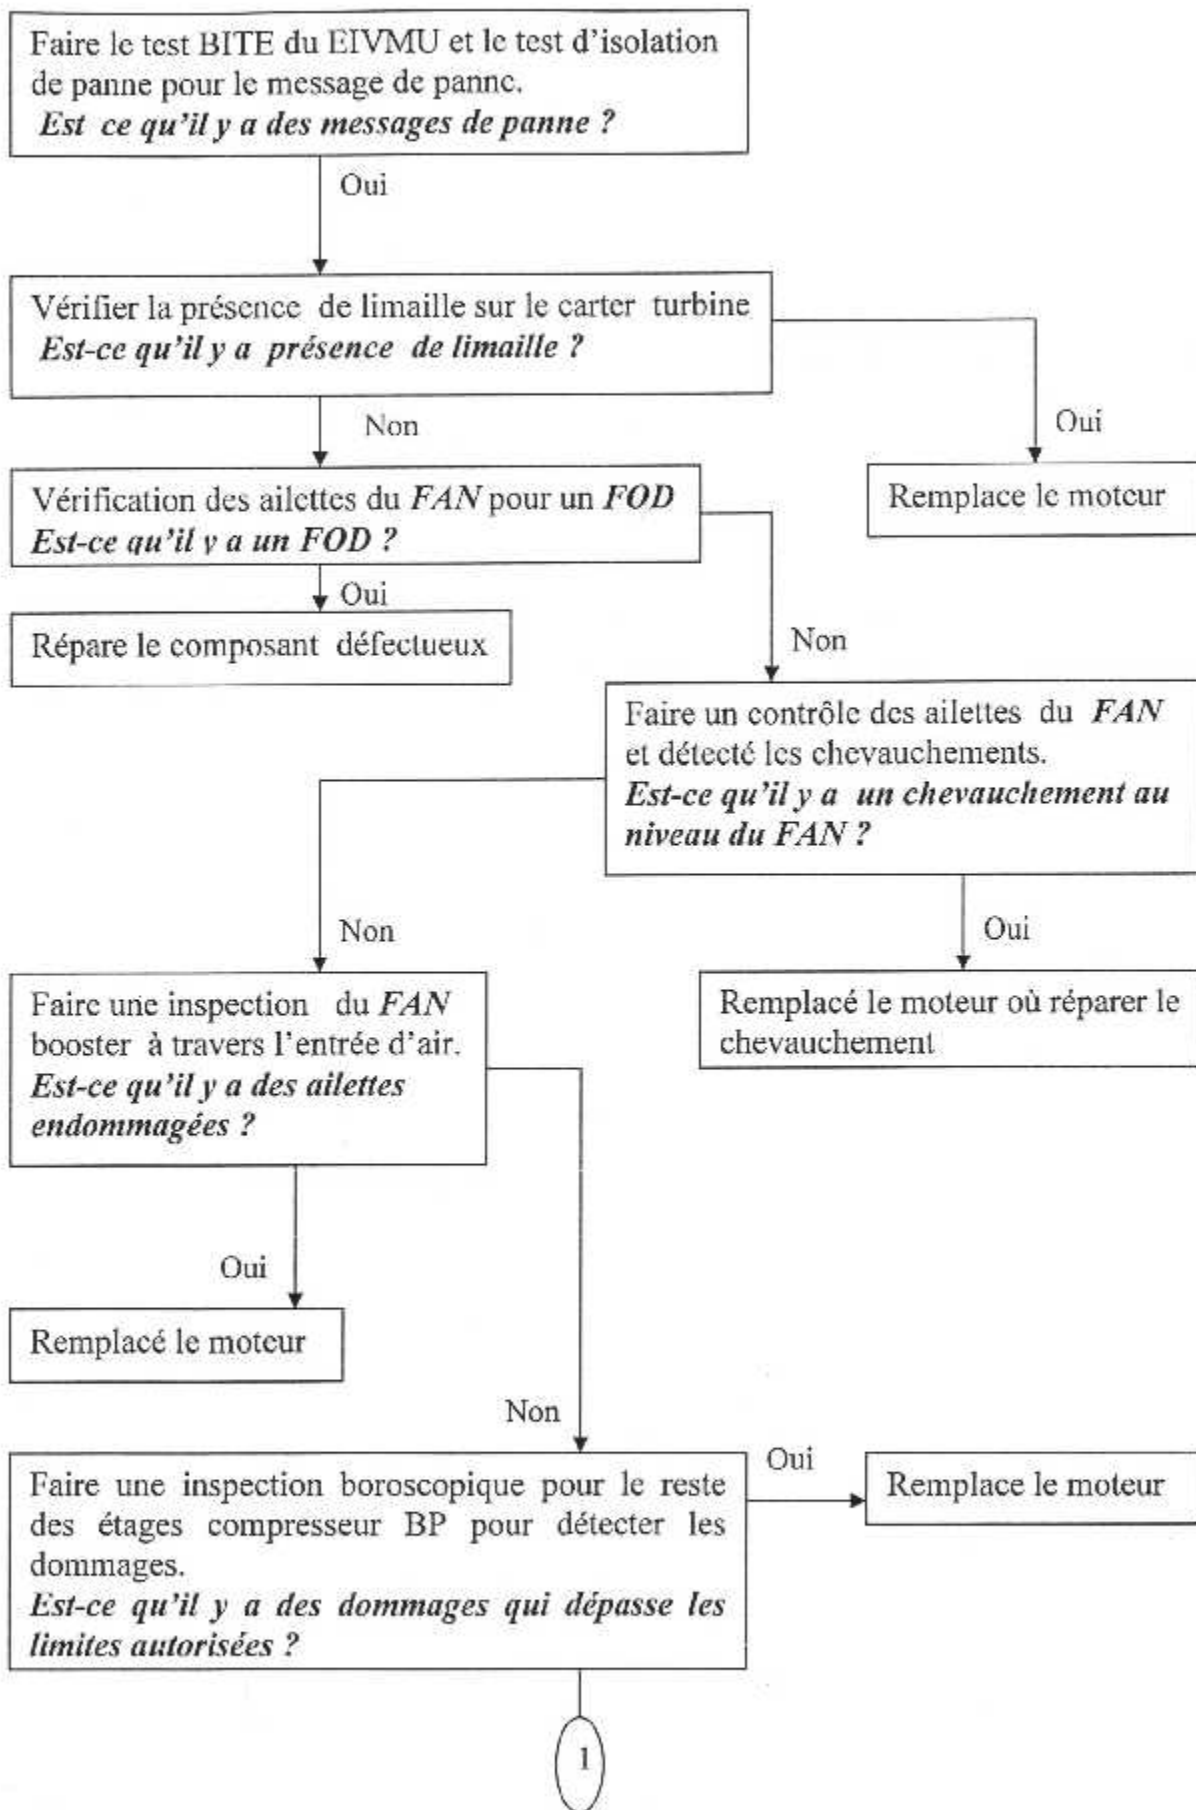 Faire le test BITE du EIVMU et le test d'isolation
de panne pour le message de panne.
Est ce qu'il y a des messages de panne ?
Oui
Vérifier la présence de limaille sur le carter turbine
Est-ce qu'il y a présence de limaille ?
Non
Oui
Vérification des ailettes du FAN pour un FOD
Est-ce qu'il y a un FOD ?
Remplace le moteur
Oui
Répare le composant défectueux
Non
Faire un contrôle des ailettes du FAN
et détecté les chevauchements.
Est-ce qu'il y a un chevauchement au
niveau du FAN ?
Non
Oui
Faire une inspection du FAN
booster à travers l'entrée d'air.
Est-ce qu'il y a des ailettes
endommagées ?
Remplacé le moteur où réparer le
chevauchement
Oui
Remplacé le moteur
Non
Faire une inspection boroscopique pour le reste
des étages compresseur BP pour détecter les
dommages.
Est-ce qu'il y a des dommages qui dépasse les
limites autorisées ?
Oui
Remplace le moteur
1